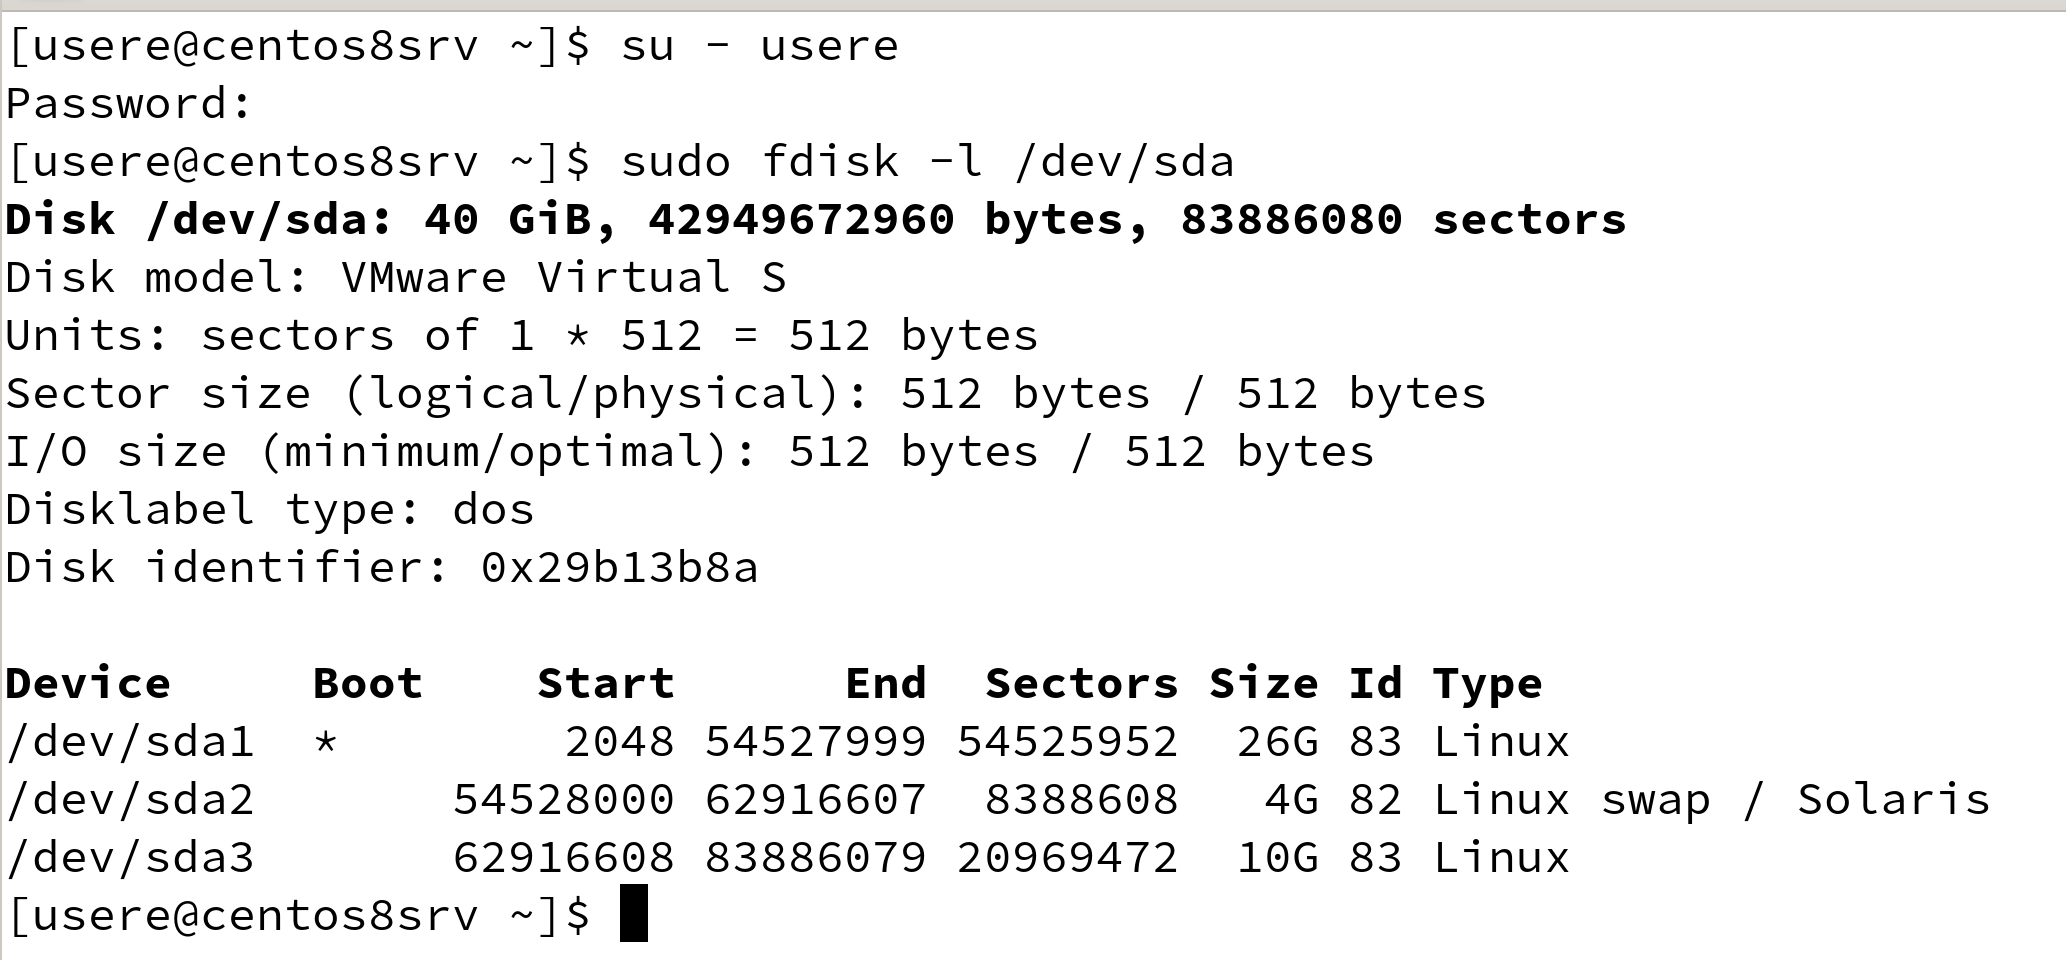 [usere@centos8srv ~]$ su - usere
Password:
[usere@centos8srv ~]$ sudo fdisk -l /dev/sda
Disk /dev/sda: 40 GiB, 42949672960 bytes, 83886080 sectors
Disk model: VMware Virtual S
Units: sectors of 1 * 512 = 512 bytes
Sector size (logical/physical): 512 bytes / 512 bytes
I/O size (minimum/optimal): 512 bytes / 512 bytes
Disklabel type: dos
Disk identifier: 0x29b13b8a

Device     Boot    Start      End  Sectors Size Id Type
/dev/sda1  *        2048 54527999 54525952  26G 83 Linux
/dev/sda2       54528000 62916607  8388608   4G 82 Linux swap / Solaris
/dev/sda3       62916608 83886079 20969472  10G 83 Linux
[usere@centos8srv ~]$